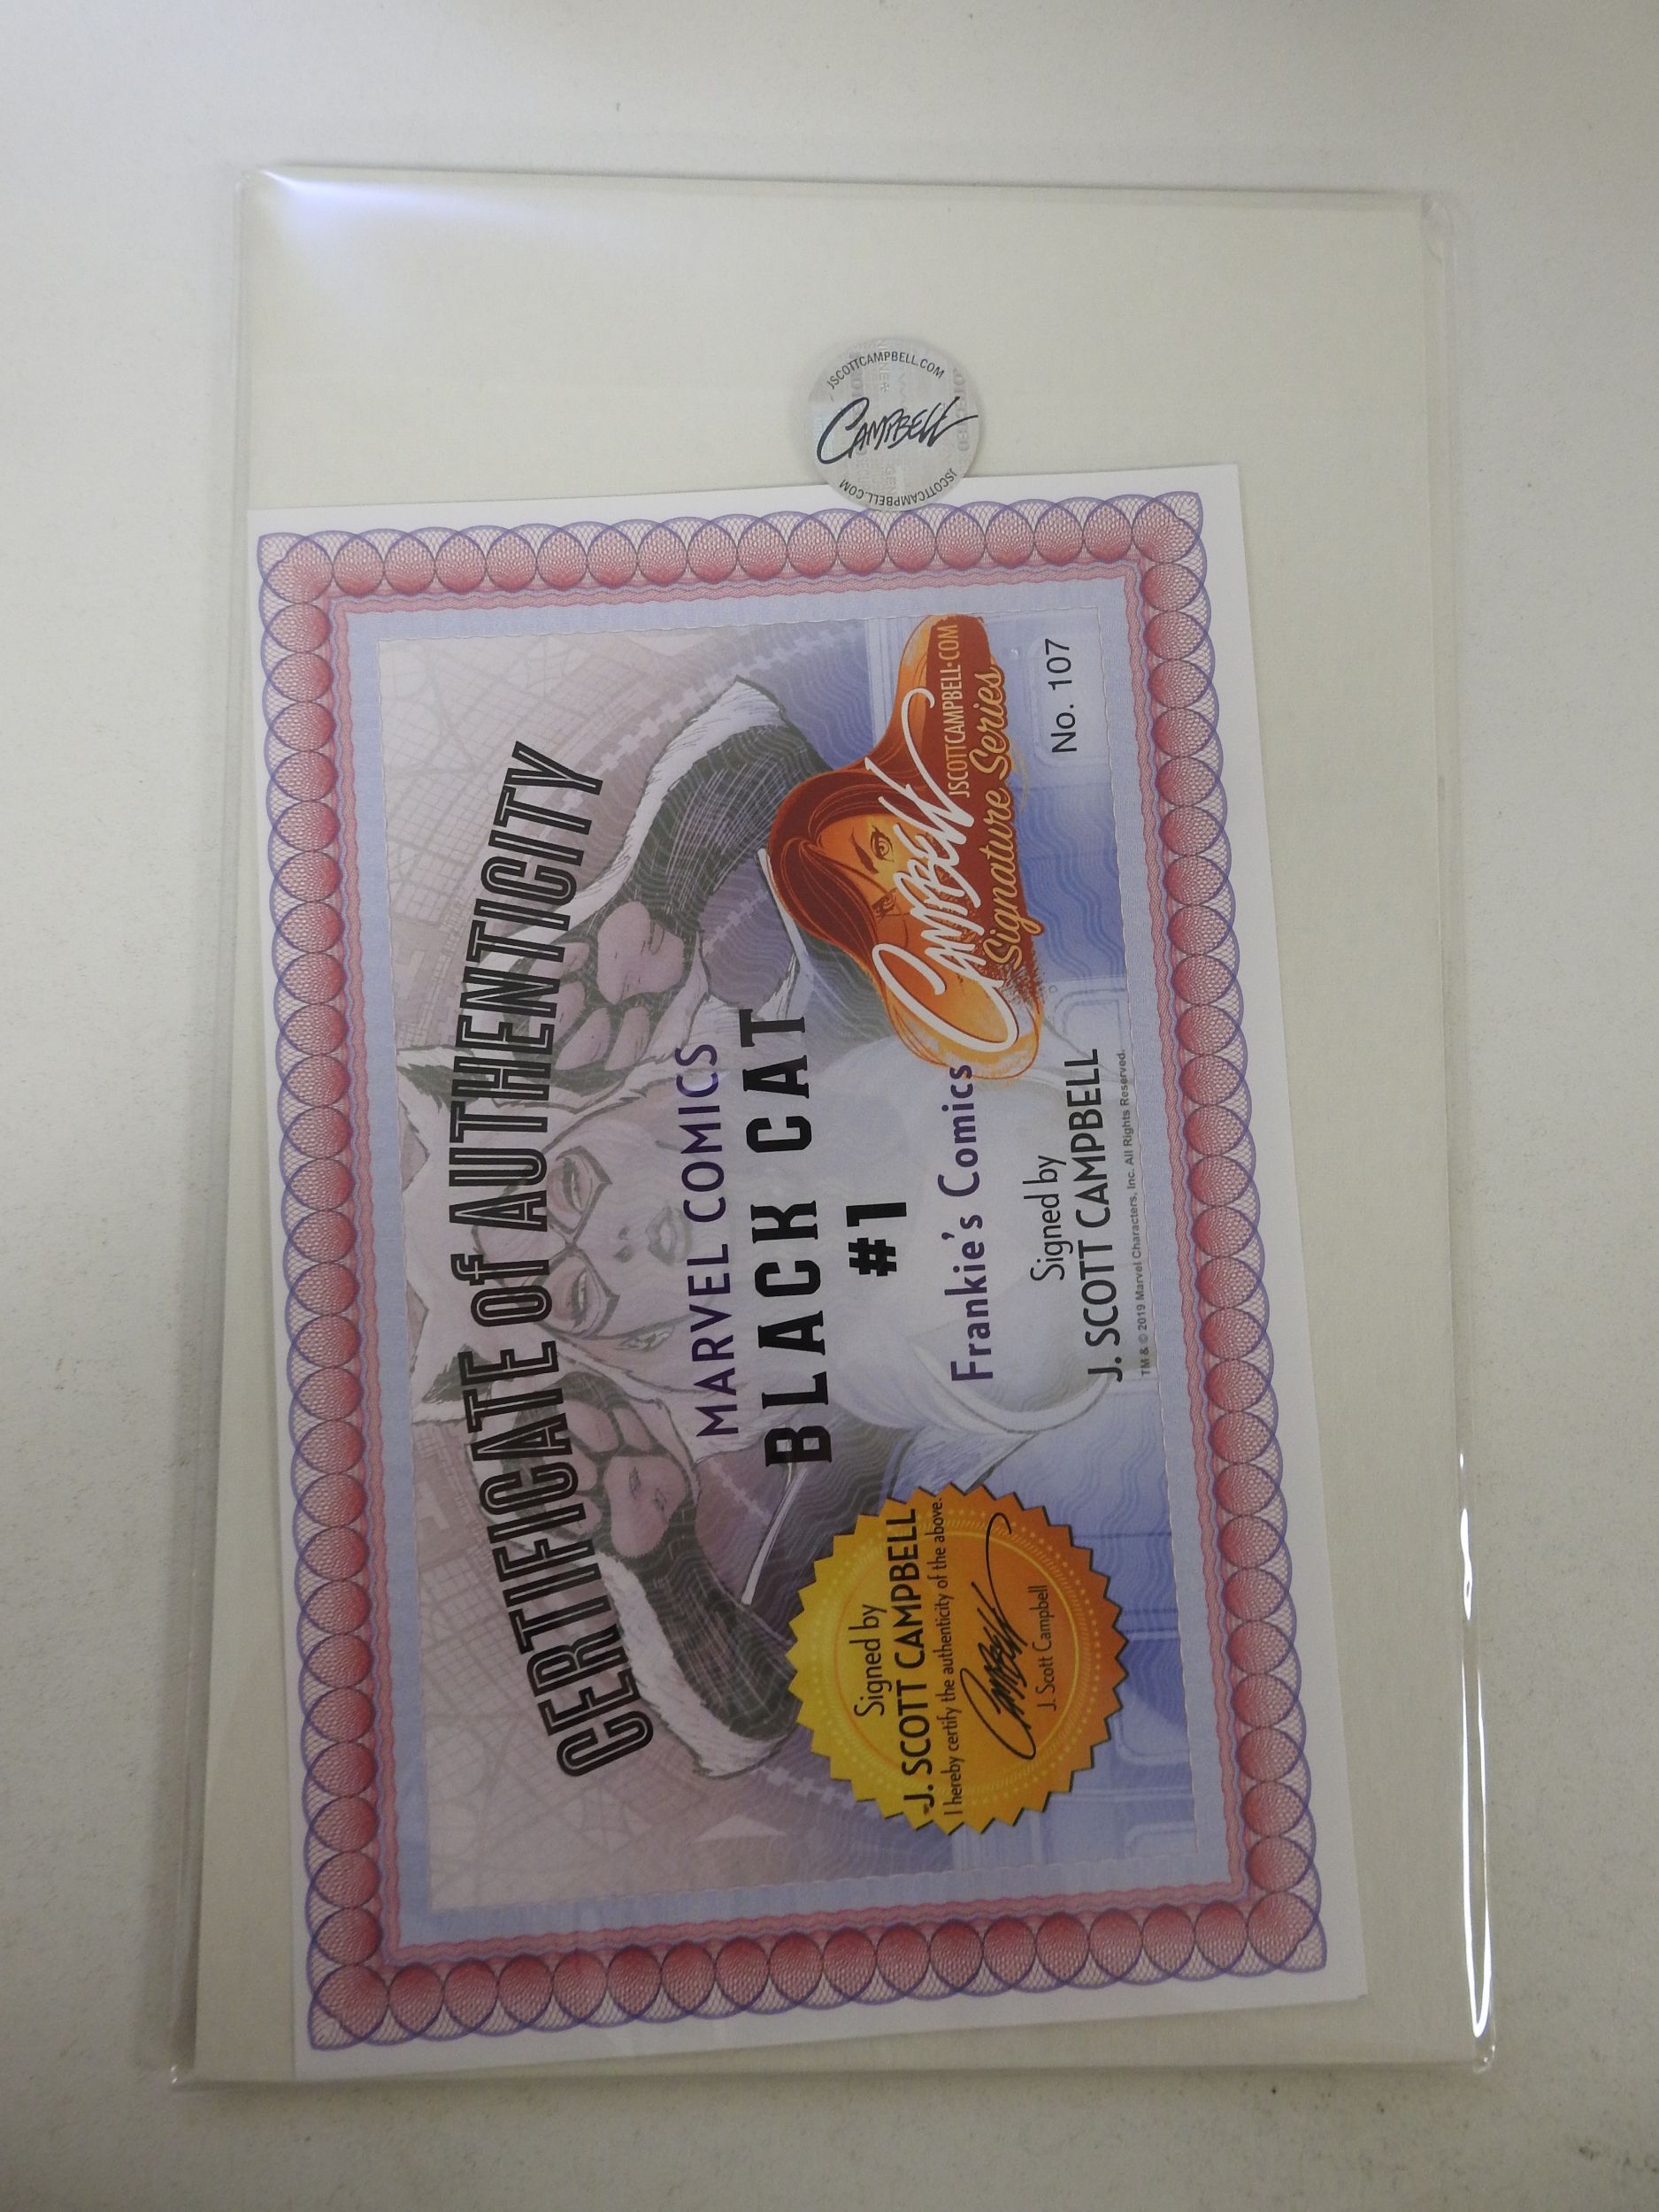 JSCOTTCAMPBELL.COM
CAMPBELL
JSCOTTCAMPBELL.COM
CERTIFICATE of AUTHENTICITY
MARVEL COMICS
BLACK CAT
#1
Frankie's Comics
Signed by
J. SCOTT CAMPBELL
TM & © 2019 Marvel Characters, Inc. All Rights Reserved.
Signed by
J. SCOTT CAMPBELL
I hereby certify the authenticity of the above.
CAMPBELL
J. Scott Campbell
CAMPBELL
JSCOTTCAMPBELL.COM
Signature Series
No. 107